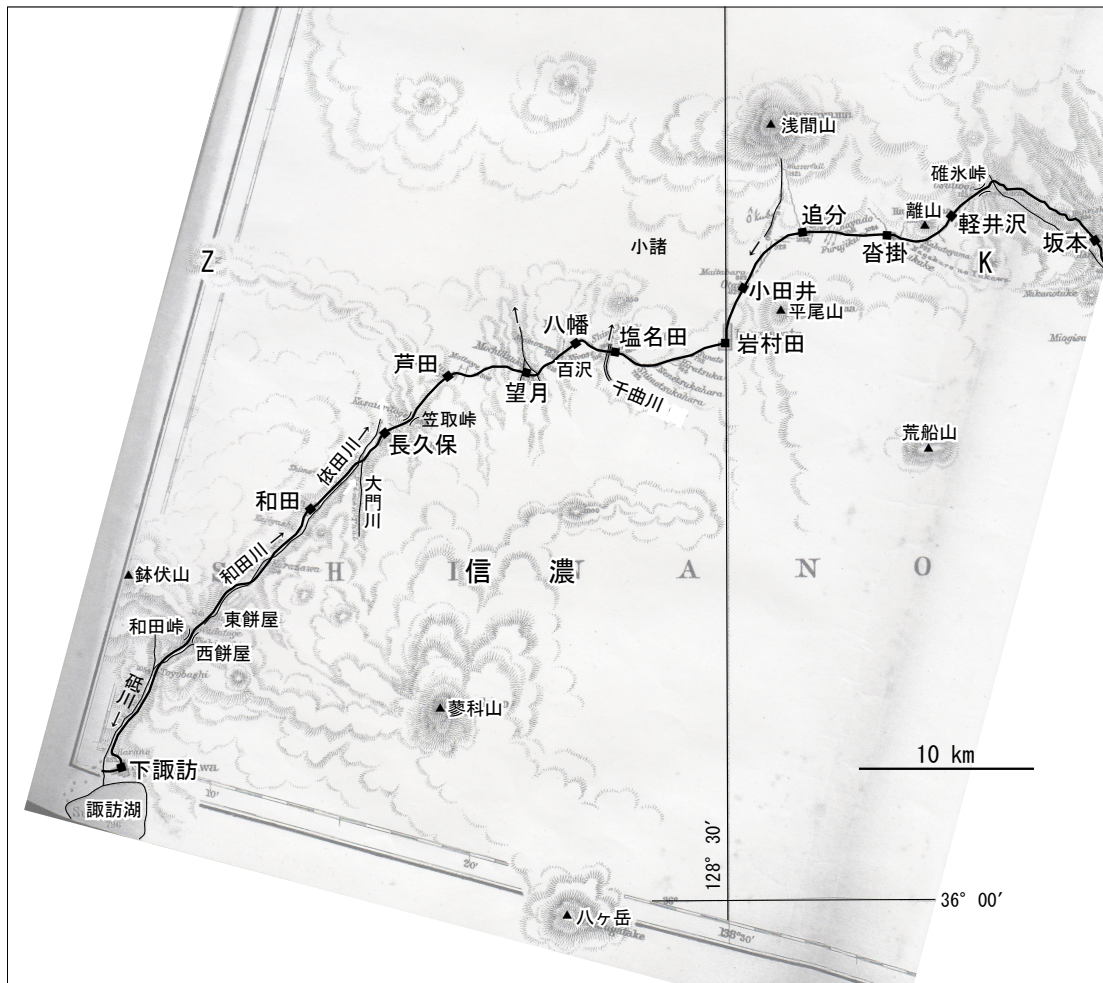 浅間山
碓氷峠
離山
軽井沢
追分
沓掛
坂本
小諸
Z
K
小田井
平尾山
八幡
塩名田
岩村田
百沢
芦田
望月
千曲川
笠取峠
長久保
荒船山
依田川
大門川
和田
和田川
S H I N A N O
信 濃
鉢伏山
東餅屋
和田峠
西餅屋
砥川
蓼科山
下諏訪
10 km
諏訪湖
128° 30′
10'
20'
36° 00′
36°
八ヶ岳
138°30'